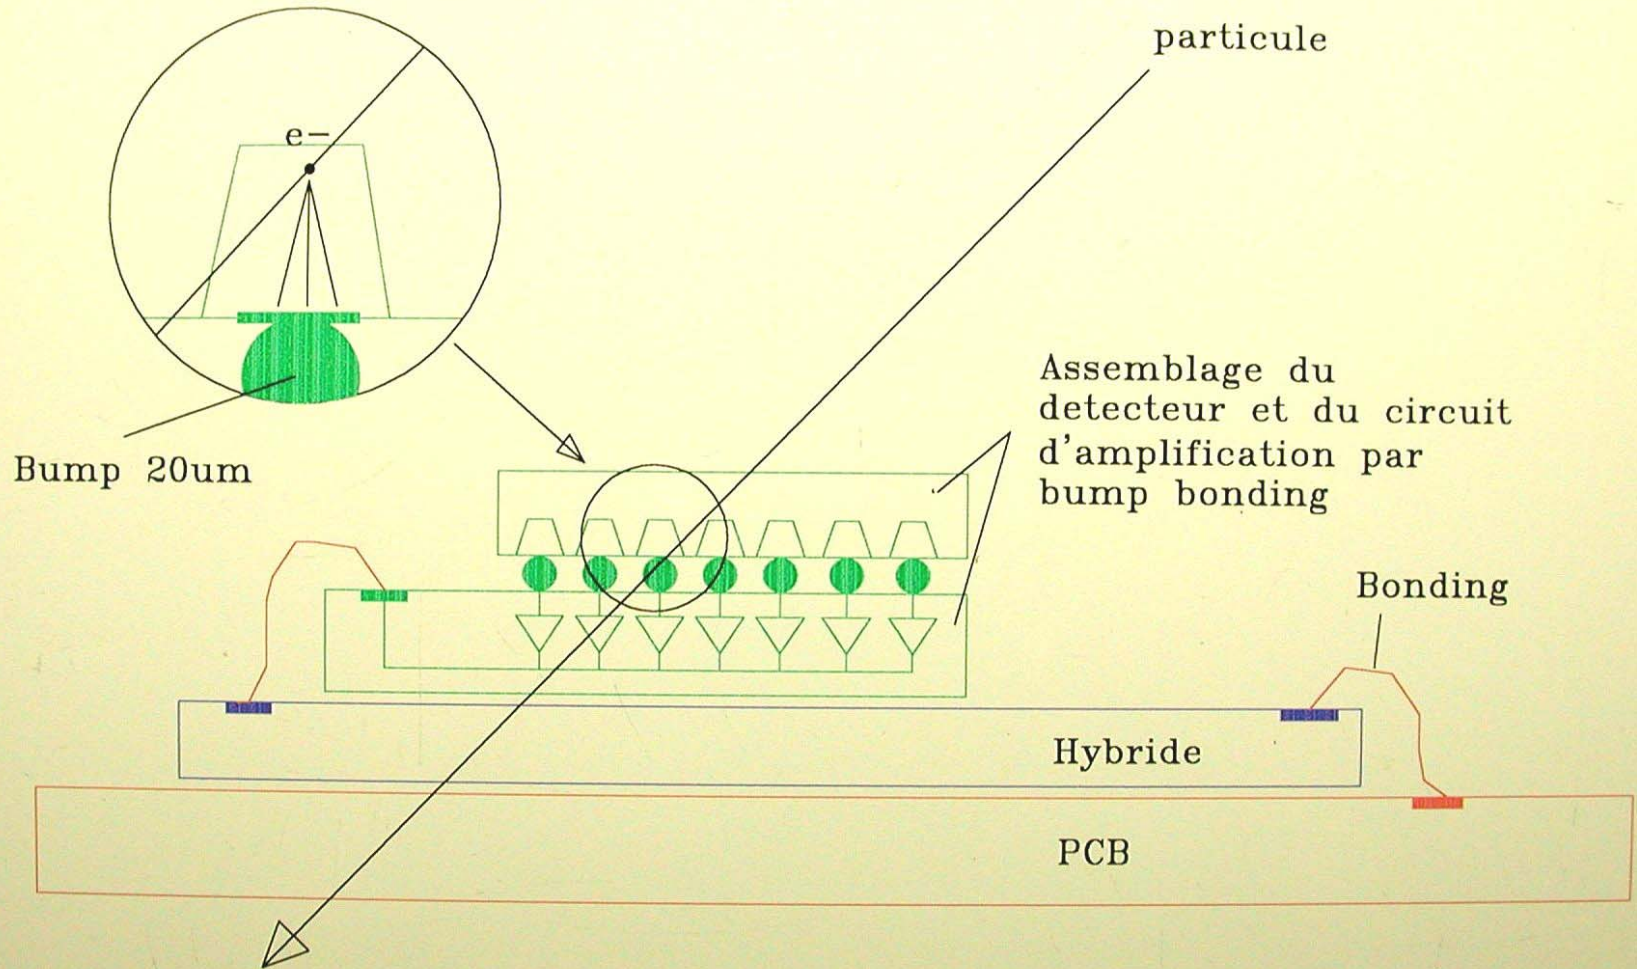 particule
e-
Assemblage du
detecteur et du circuit
d'amplification par
bump bonding
Bump 20um
Bonding
Hybride
PCB